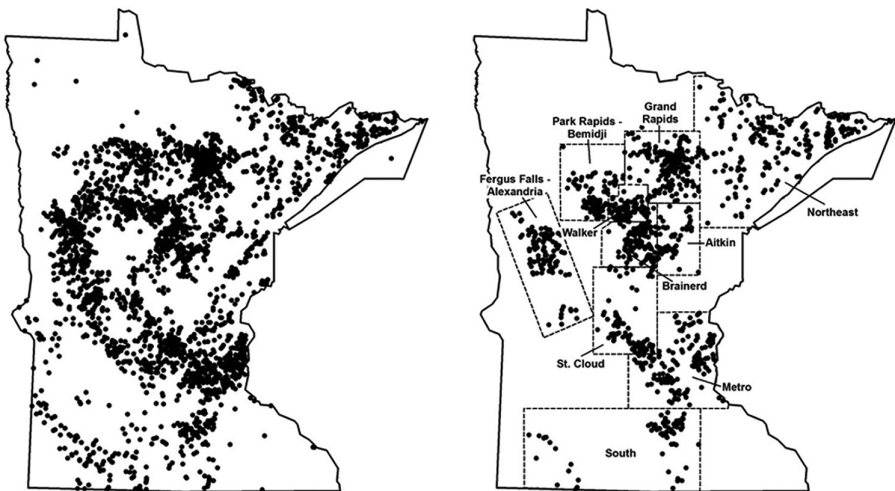 Grand
Rapids
Park Rapids -
Bemidji
Fergus Falls -
Alexandria
Northeast
Walker
Aitkin
Brainerd
St. Cloud
Metro
South